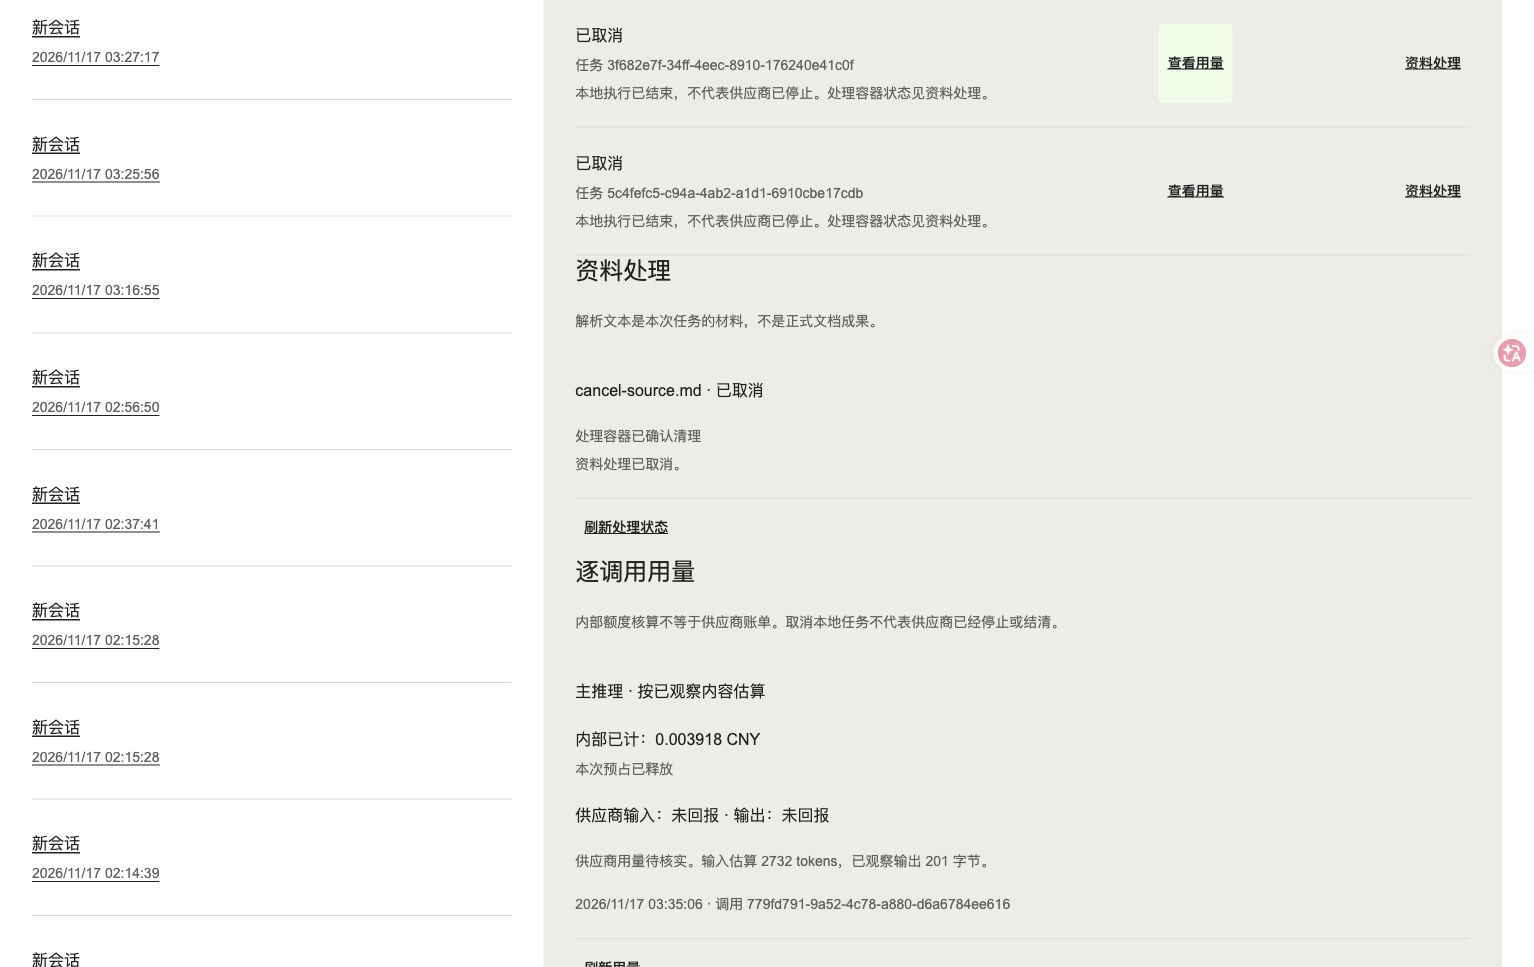 新会话
2026/11/17 03:27:17
新会话
2026/11/17 03:25:56
新会话
2026/11/17 03:16:55
新会话
2026/11/17 02:56:50
新会话
2026/11/17 02:37:41
新会话
2026/11/17 02:15:28
新会话
2026/11/17 02:15:28
新会话
2026/11/17 02:14:39
新会话
已取消
任务 3f682e7f-34ff-4eec-8910-176240e41c0f
本地执行已结束，不代表供应商已停止。处理容器状态见资料处理。
查看用量
资料处理
已取消
任务 5c4fefc5-c94a-4ab2-a1d1-6910cbe17cdb
本地执行已结束，不代表供应商已停止。处理容器状态见资料处理。
查看用量
资料处理
资料处理
解析文本是本次任务的材料，不是正式文档成果。
cancel-source.md · 已取消
处理容器已确认清理
资料处理已取消。
刷新处理状态
逐调用用量
内部额度核算不等于供应商账单。取消本地任务不代表供应商已经停止或结清。
主推理 · 按已观察内容估算
内部已计：0.003918 CNY
本次预占已释放
供应商输入：未回报 · 输出：未回报
供应商用量待核实。输入估算 2732 tokens，已观察输出 201 字节。
2026/11/17 03:35:06 · 调用 779fd791-9a52-4c78-a880-d6a6784ee616
刷新用量